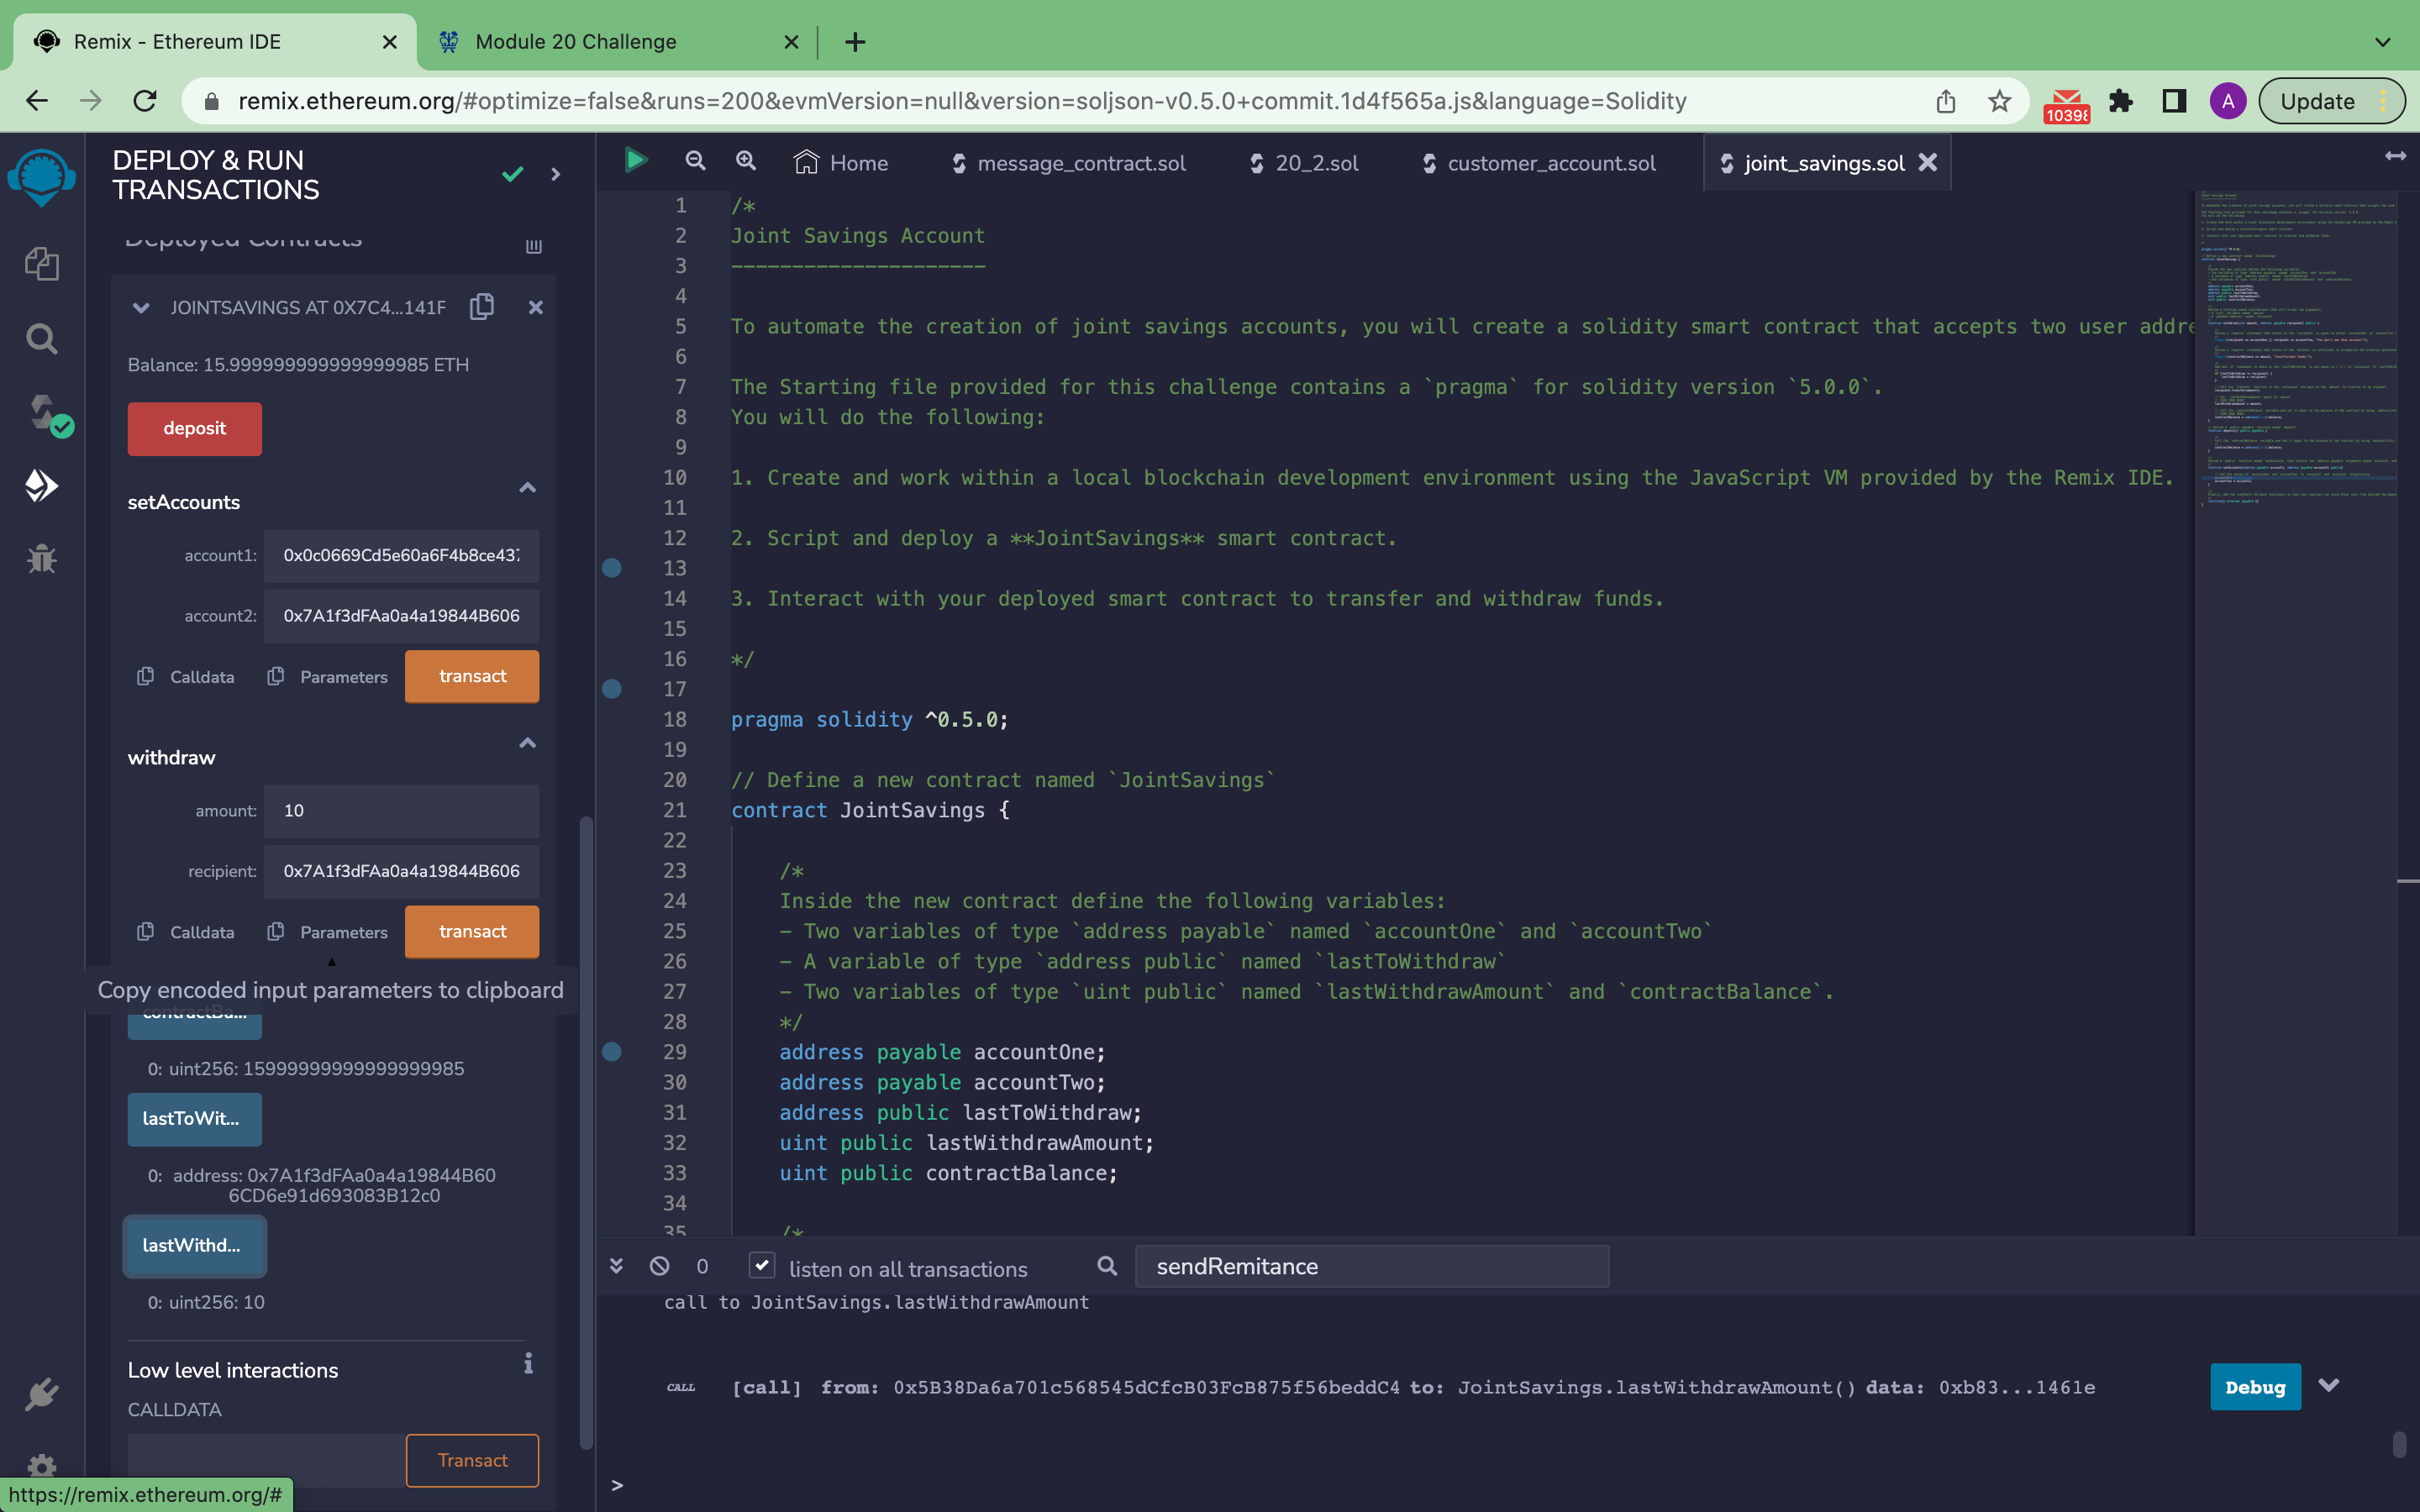 Remix - Ethereum IDE
Module 20 Challenge
remix.ethereum.org/#optimize=false&runs=200&evmVersion=null&version=soljson-v0.5.0+commit.1d4f565a.js&language=Solidity
A
Update
DEPLOY & RUN
TRANSACTIONS
Home
message_contract.sol
20_2.sol
customer_account.sol
joint_savings.sol
Deployed Contracts
JOINTSAVINGS AT 0X7C4...141F
Balance: 15.999999999999999985 ETH
deposit
setAccounts
account1: 0x0c0669Cd5e60a6F4b8ce437
account2: 0x7A1f3dFAa0a4a19844B606
Calldata Parameters transact
withdraw
amount: 10
recipient: 0x7A1f3dFAa0a4a19844B606
Calldata Parameters transact
Copy encoded input parameters to clipboard
contractBa...
0: uint256: 15999999999999999985
lastToWit...
0: address: 0x7A1f3dFAa0a4a19844B60
6CD6e91d693083B12c0
lastWithd...
0: uint256: 10
Low level interactions
CALLDATA
Transact
https://remix.ethereum.org/#
1 /*
2 Joint Savings Account
3 ---------------------
4
5 To automate the creation of joint savings accounts, you will create a solidity smart contract that accepts two user addre
6
7 The Starting file provided for this challenge contains a `pragma` for solidity version `5.0.0`.
8 You will do the following:
9
10 1. Create and work within a local blockchain development environment using the JavaScript VM provided by the Remix IDE.
11
12 2. Script and deploy a **JointSavings** smart contract.
13
14 3. Interact with your deployed smart contract to transfer and withdraw funds.
15
16 */
17
18 pragma solidity ^0.5.0;
19
20 // Define a new contract named `JointSavings`
21 contract JointSavings {
22
23 /*
24 Inside the new contract define the following variables:
25 - Two variables of type `address payable` named `accountOne` and `accountTwo`
26 - A variable of type `address public` named `lastToWithdraw`
27 - Two variables of type `uint public` named `lastWithdrawAmount` and `contractBalance`.
28 */
29 address payable accountOne;
30 address payable accountTwo;
31 address public lastToWithdraw;
32 uint public lastWithdrawAmount;
33 uint public contractBalance;
34
35 /*
0 listen on all transactions sendRemitance
call to JointSavings.lastWithdrawAmount
CALL [call] from: 0x5B38Da6a701c568545dCfcB03FcB875f56beddC4 to: JointSavings.lastWithdrawAmount() data: 0xb83...1461e Debug
>